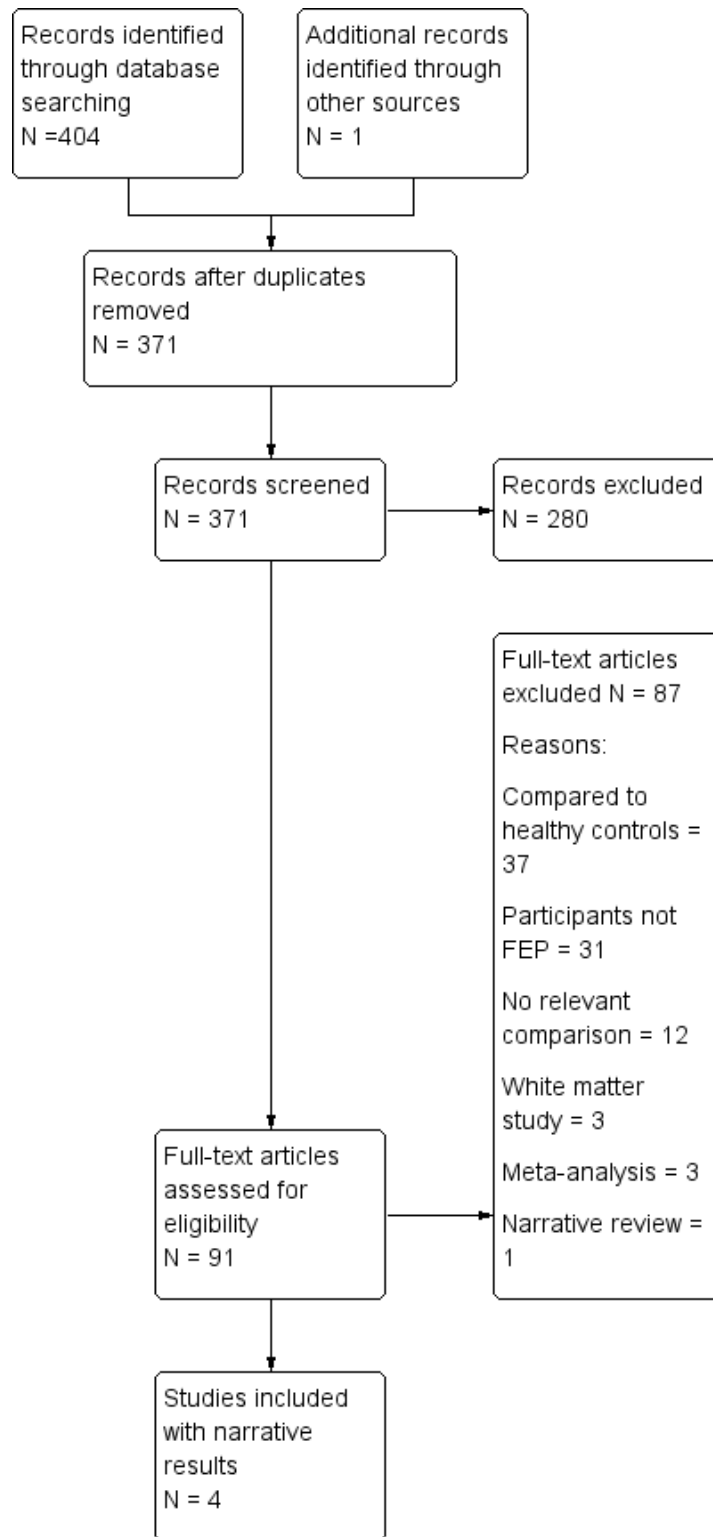 Records identified
through database
searching
N =404
Additional records
identified through
other sources
N = 1
Records after duplicates
removed
N = 371
Records screened
N = 371
Records excluded
N = 280
Full-text articles
excluded N = 87
Reasons:
Compared to
healthy controls =
37
Participants not
FEP = 31
No relevant
comparison = 12
White matter
study = 3
Meta-analysis = 3
Narrative review =
1
Full-text articles
assessed for
eligibility
N = 91
Studies included
with narrative
results
N = 4